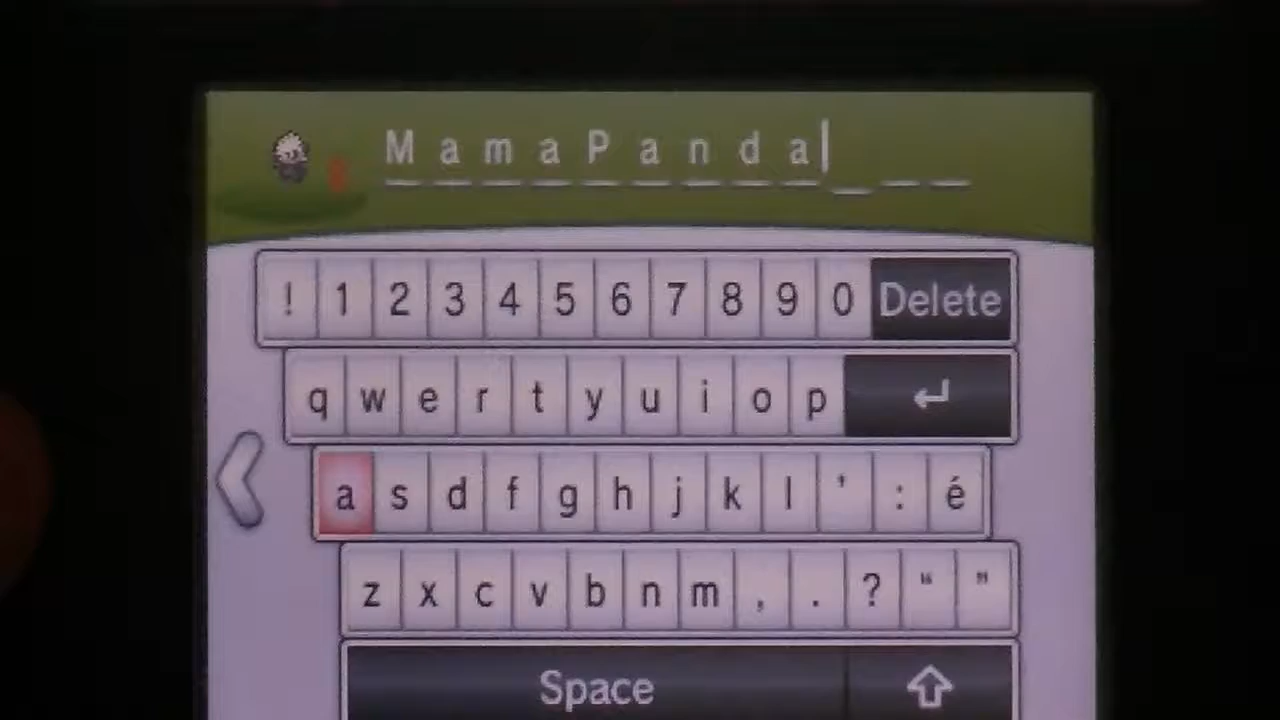 MamaPanda
! 1 2 3 4 5 6 7 8 9 0 Delete
q w e r t y u i o p ↵
a s d f g h j k l ' : é
z x c v b n m , . ? “ ”
Space